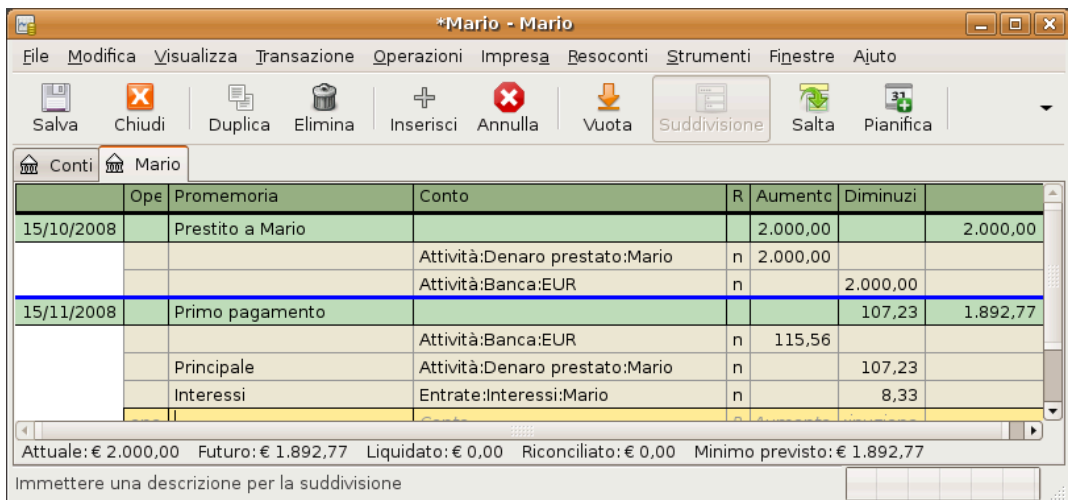 *Mario - Mario
File Modifica Visualizza Transazione Operazioni Impresa Resoconti Strumenti Finestre Aiuto
Salva Chiudi Duplica Elimina Inserisci Annulla Vuota Suddivisione Salta Pianifica
Conti Mario
Ope Promemoria Conto R Aumento Diminuzi
15/10/2008 Prestito a Mario 2.000,00 2.000,00
Attività:Denaro prestato:Mario n 2.000,00
Attività:Banca:EUR n 2.000,00
15/11/2008 Primo pagamento 107,23 1.892,77
Attività:Banca:EUR n 115,56
Principale Attività:Denaro prestato:Mario n 107,23
Interessi Entrate:Interessi:Mario n 8,33
Attuale: € 2.000,00 Futuro: € 1.892,77 Liquidato: € 0,00 Riconciliato: € 0,00 Minimo previsto: € 1.892,77
Immettere una descrizione per la suddivisione